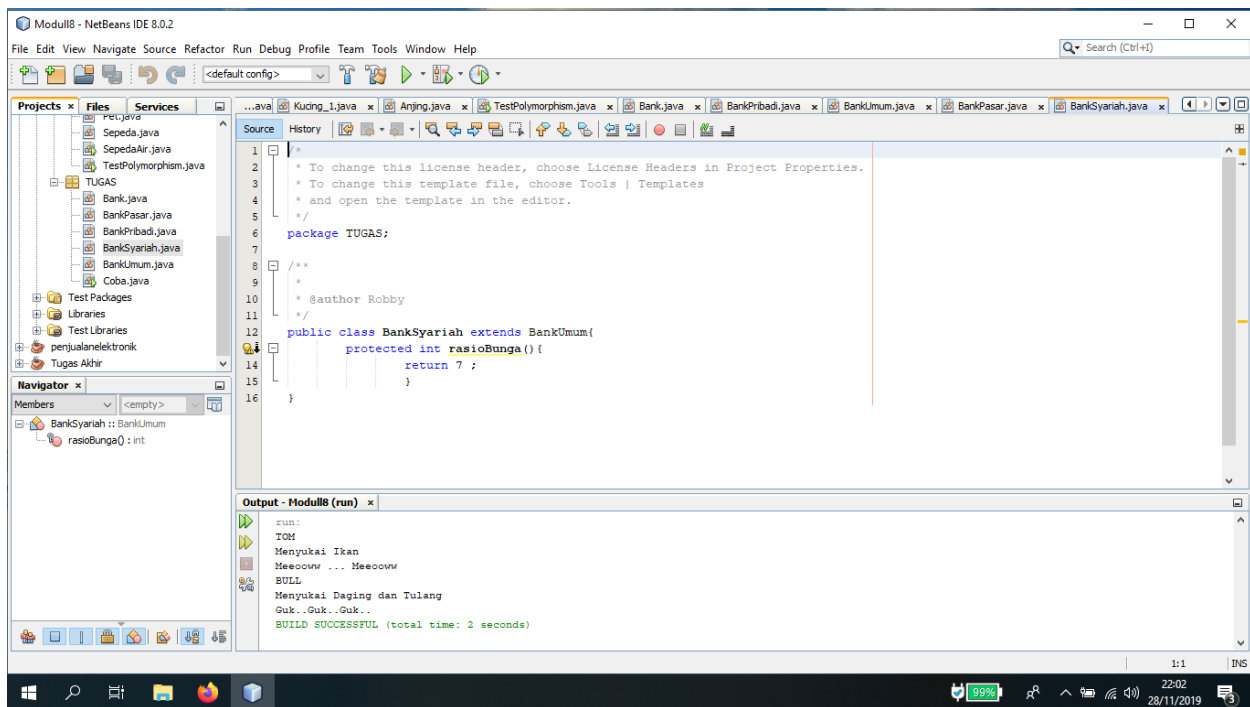 Modull8 - NetBeans IDE 8.0.2
File Edit View Navigate Source Refactor Run Debug Profile Team Tools Window Help
Search (Ctrl+I)
<default config>
Projects x Files Services
...ava Kucing_1.java x Anjing.java x TestPolymorphism.java x Bank.java x BankPribadi.java x BankUmum.java x BankPasar.java x BankSyariah.java x
Pet.java
Sepeda.java
SepedaAir.java
TestPolymorphism.java
TUGAS
Bank.java
BankPasar.java
BankPribadi.java
BankSyariah.java
BankUmum.java
Coba.java
Test Packages
Libraries
Test Libraries
penjualanelektronik
Tugas Akhir
Source History
1 /*
2 * To change this license header, choose License Headers in Project Properties.
3 * To change this template file, choose Tools | Templates
4 * and open the template in the editor.
5 */
6 package TUGAS;
7
8 /**
9 *
10 * @author Robby
11 */
12 public class BankSyariah extends BankUmum{
protected int rasioBunga(){
14 return 7 ;
15 }
16 }
Navigator x
Members <empty>
BankSyariah :: BankUmum
rasioBunga() : int
Output - Modull8 (run) x
run:
TOM
Menyukai Ikan
Meeooww ... Meeooww
BULL
Menyukai Daging dan Tulang
Guk..Guk..Guk..
BUILD SUCCESSFUL (total time: 2 seconds)
1:1 INS
99%
22:02
28/11/2019
3